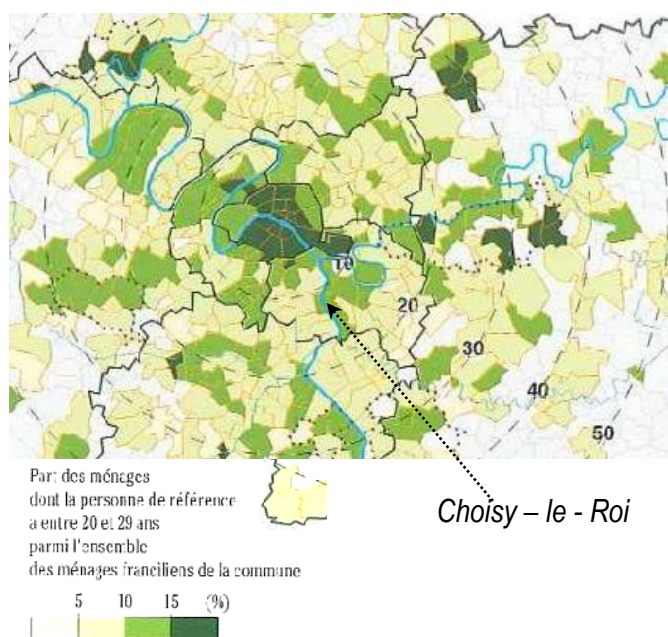 10
20
30
40
50
Part des ménages
dont la personne de référence
a entre 20 et 29 ans
parmi l'ensemble
des ménages franciliens de la commune
Choisy – le - Roi
5 10 15 (%)